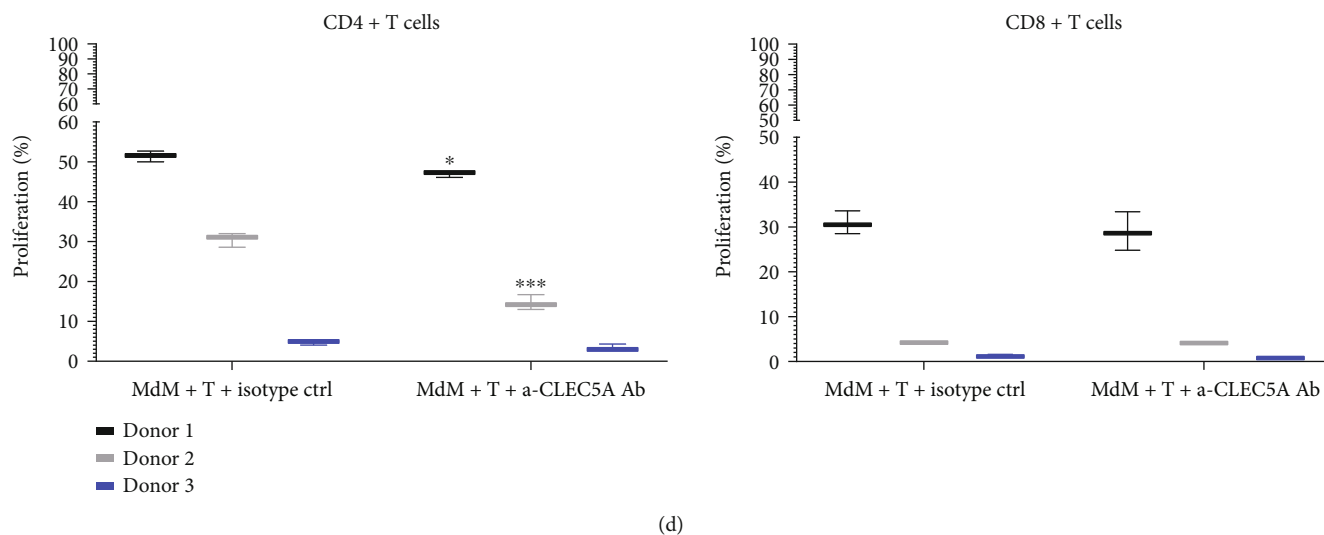 CD4 + T cells
Proliferation (%)
100
90
80
70
60
60
50
40
30
20
10
0
*
***
MdM + T + isotype ctrl
MdM + T + a-CLEC5A Ab
CD8 + T cells
Proliferation (%)
100
90
80
70
60
50
50
40
30
20
10
0
MdM + T + isotype ctrl
MdM + T + a-CLEC5A Ab
Donor 1
Donor 2
Donor 3
(d)